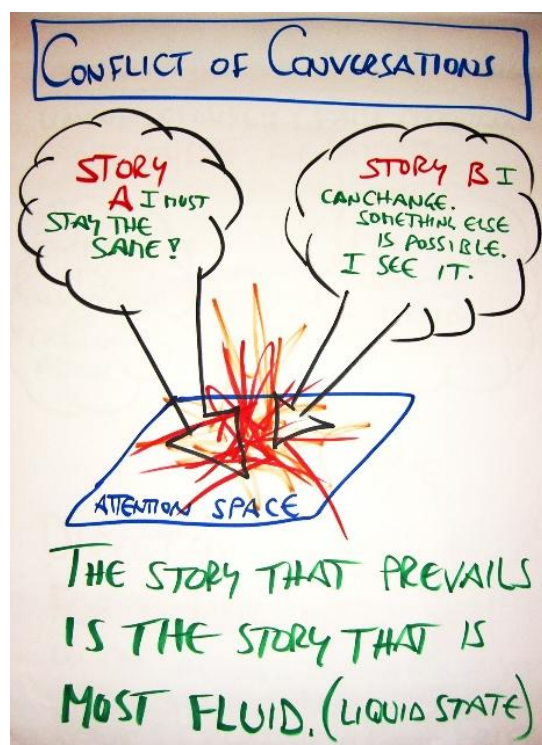 CONFLICT OF CONVERSATIONS
STORY
A I MUST
STAY THE
SAME!
STORY B I
CAN CHANGE.
SOMETHING ELSE
IS POSSIBLE.
I SEE IT.
ATTENTION SPACE
THE STORY THAT PREVAILS
IS THE STORY THAT IS
MOST FLUID. (LIQUID STATE)